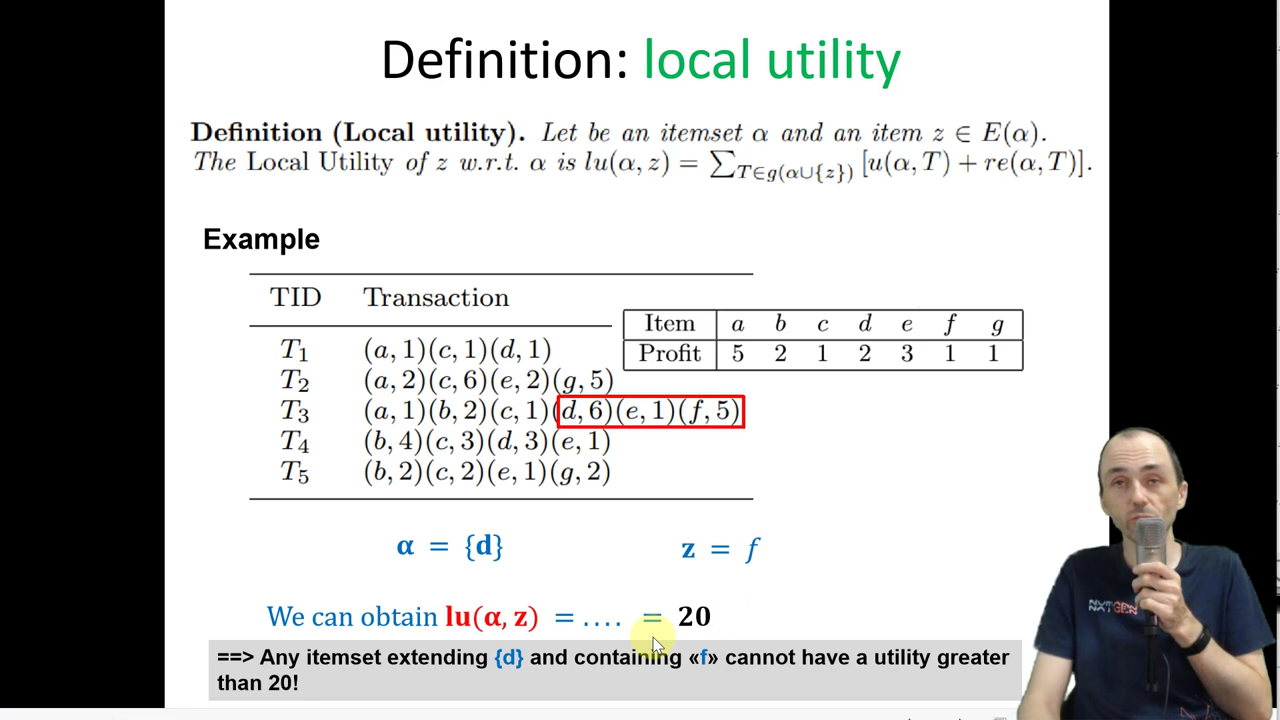 Definition: local utility
Definition (Local utility). Let be an itemset α and an item z ∈ E(α).
The Local Utility of z w.r.t. α is lu(α, z) = ∑T∈g(α∪{z}) [u(α, T) + re(α, T)].
Example
TID Transaction
T1 (a, 1)(c, 1)(d, 1)
T2 (a, 2)(c, 6)(e, 2)(g, 5)
T3 (a, 1)(b, 2)(c, 1)(d, 6)(e, 1)(f, 5)
T4 (b, 4)(c, 3)(d, 3)(e, 1)
T5 (b, 2)(c, 2)(e, 1)(g, 2)
Item a b c d e f g
Profit 5 2 1 2 3 1 1
α = {d}
z = f
We can obtain lu(α, z) = .... = 20
==> Any itemset extending {d} and containing «f» cannot have a utility greater
than 20!